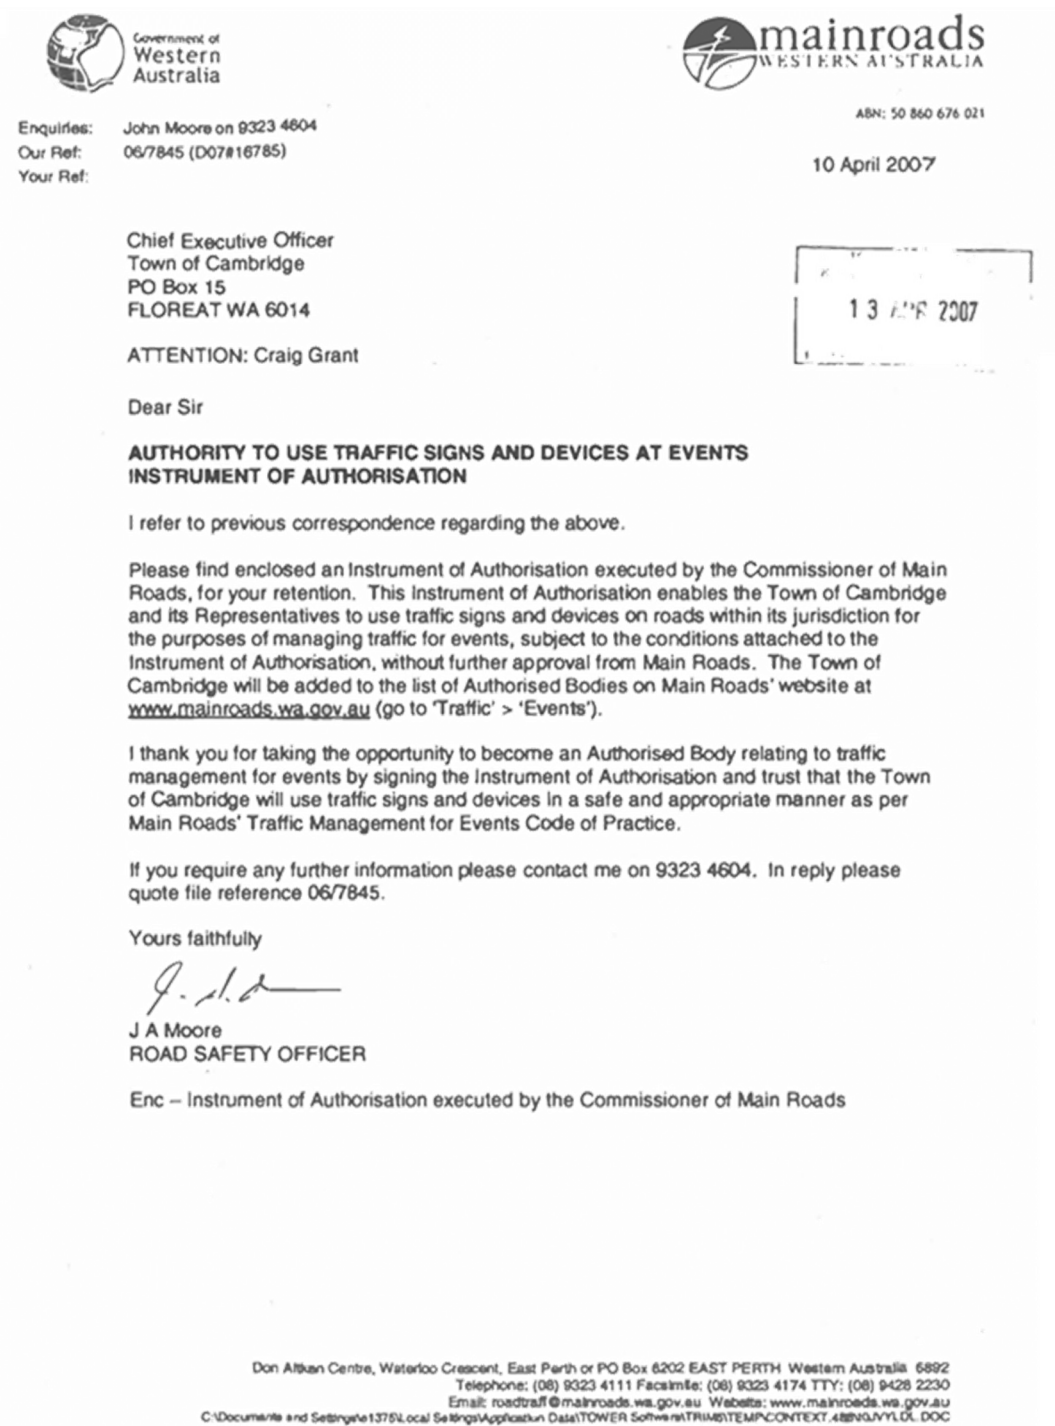 Government of
Western
Australia
mainroads
WESTERN AUSTRALIA
ABN: 50 860 676 021
Enquiries: John Moore on 9323 4604
Our Ref: 06/7845 (D07#16785)
Your Ref:
10 April 2007
Chief Executive Officer
Town of Cambridge
PO Box 15
FLOREAT WA 6014
13 APR 2007
ATTENTION: Craig Grant
Dear Sir
AUTHORITY TO USE TRAFFIC SIGNS AND DEVICES AT EVENTS
INSTRUMENT OF AUTHORISATION
I refer to previous correspondence regarding the above.
Please find enclosed an Instrument of Authorisation executed by the Commissioner of Main
Roads, for your retention. This Instrument of Authorisation enables the Town of Cambridge
and its Representatives to use traffic signs and devices on roads within its jurisdiction for
the purposes of managing traffic for events, subject to the conditions attached to the
Instrument of Authorisation, without further approval from Main Roads. The Town of
Cambridge will be added to the list of Authorised Bodies on Main Roads' website at
www.mainroads.wa.gov.au (go to 'Traffic' > 'Events').
I thank you for taking the opportunity to become an Authorised Body relating to traffic
management for events by signing the Instrument of Authorisation and trust that the Town
of Cambridge will use traffic signs and devices in a safe and appropriate manner as per
Main Roads' Traffic Management for Events Code of Practice.
If you require any further information please contact me on 9323 4604. In reply please
quote file reference 06/7845.
Yours faithfully
J A Moore
ROAD SAFETY OFFICER
Enc – Instrument of Authorisation executed by the Commissioner of Main Roads
Don Aitken Centre, Waterloo Crescent, East Perth or PO Box 6202 EAST PERTH Western Australia 6892
Telephone: (08) 9323 4111 Facsimile: (08) 9323 4174 TTY: (08) 9428 2230
Email: roadtraff@mainroads.wa.gov.au Website: www.mainroads.wa.gov.au
C:\Documents and Settings\e1375\Local Settings\Application Data\TOWER Software\TRIM5\TEMP\